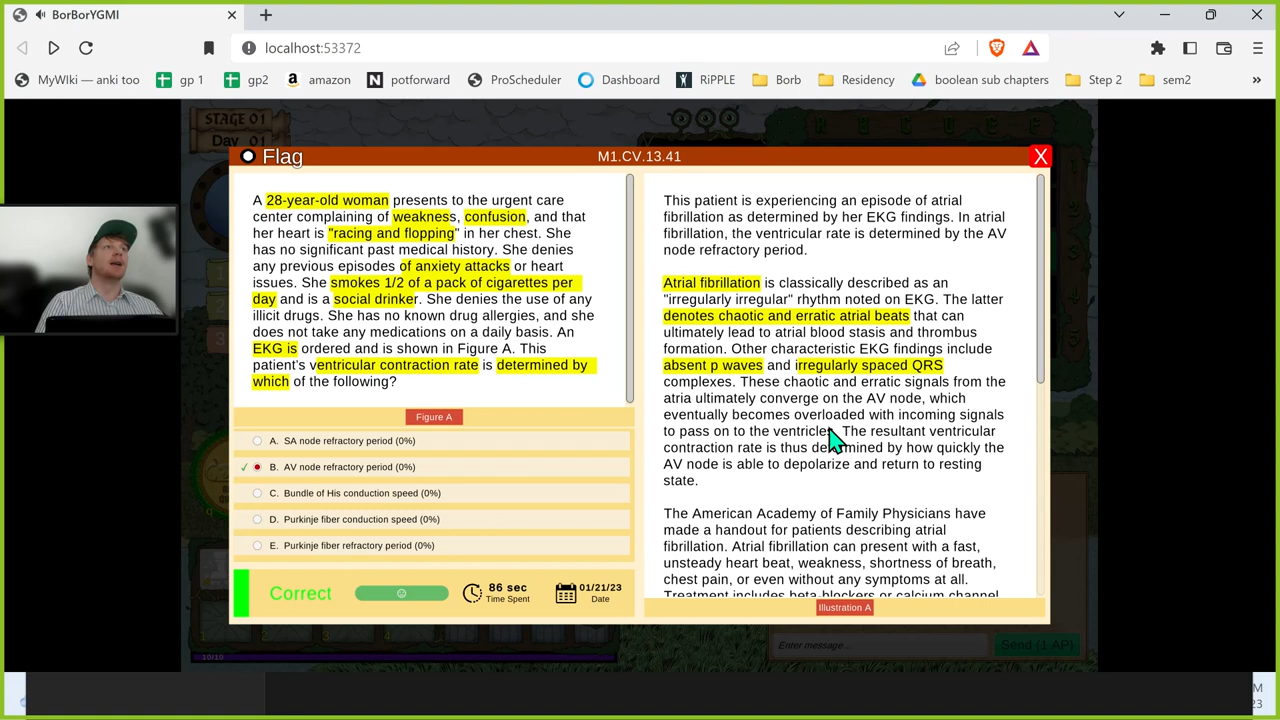 BorBorYGMI
localhost:53372
MyWIki — anki too
gp 1
gp2
amazon
potforward
ProScheduler
Dashboard
RiPPLE
Borb
Residency
boolean sub chapters
Step 2
sem2
STAGE 01
Day 01
Flag
M1.CV.13.41
X
A 28-year-old woman presents to the urgent care
center complaining of weakness, confusion, and that
her heart is "racing and flopping" in her chest. She
has no significant past medical history. She denies
any previous episodes of anxiety attacks or heart
issues. She smokes 1/2 of a pack of cigarettes per
day and is a social drinker. She denies the use of any
illicit drugs. She has no known drug allergies, and she
does not take any medications on a daily basis. An
EKG is ordered and is shown in Figure A. This
patient's ventricular contraction rate is determined by
which of the following?
Figure A
A. SA node refractory period (0%)
B. AV node refractory period (0%)
C. Bundle of His conduction speed (0%)
D. Purkinje fiber conduction speed (0%)
E. Purkinje fiber refractory period (0%)
Correct
86 sec
Time Spent
01/21/23
Date
This patient is experiencing an episode of atrial
fibrillation as determined by her EKG findings. In atrial
fibrillation, the ventricular rate is determined by the AV
node refractory period.
Atrial fibrillation is classically described as an
"irregularly irregular" rhythm noted on EKG. The latter
denotes chaotic and erratic atrial beats that can
ultimately lead to atrial blood stasis and thrombus
formation. Other characteristic EKG findings include
absent p waves and irregularly spaced QRS
complexes. These chaotic and erratic signals from the
atria ultimately converge on the AV node, which
eventually becomes overloaded with incoming signals
to pass on to the ventricles. The resultant ventricular
contraction rate is thus determined by how quickly the
AV node is able to depolarize and return to resting
state.
The American Academy of Family Physicians have
made a handout for patients describing atrial
fibrillation. Atrial fibrillation can present with a fast,
unsteady heart beat, weakness, shortness of breath,
chest pain, or even without any symptoms at all.
Treatment includes beta-blockers or calcium channel
Illustration A
10/10
Enter message...
Send (1 AP)
M
23